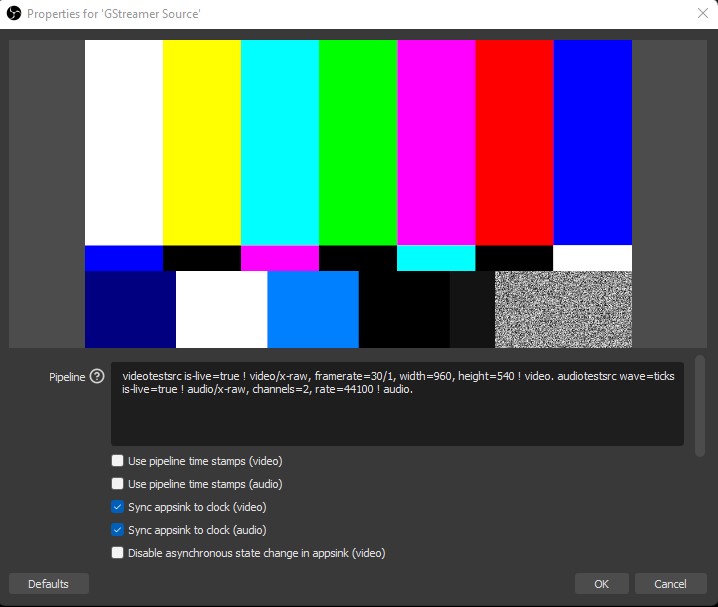 Properties for 'GStreamer Source'
Pipeline ?
videotestsrc is-live=true ! video/x-raw, framerate=30/1, width=960, height=540 ! video. audiotestsrc wave=ticks
is-live=true ! audio/x-raw, channels=2, rate=44100 ! audio.
Use pipeline time stamps (video)
Use pipeline time stamps (audio)
Sync appsink to clock (video)
Sync appsink to clock (audio)
Disable asynchronous state change in appsink (video)
Defaults
OK
Cancel